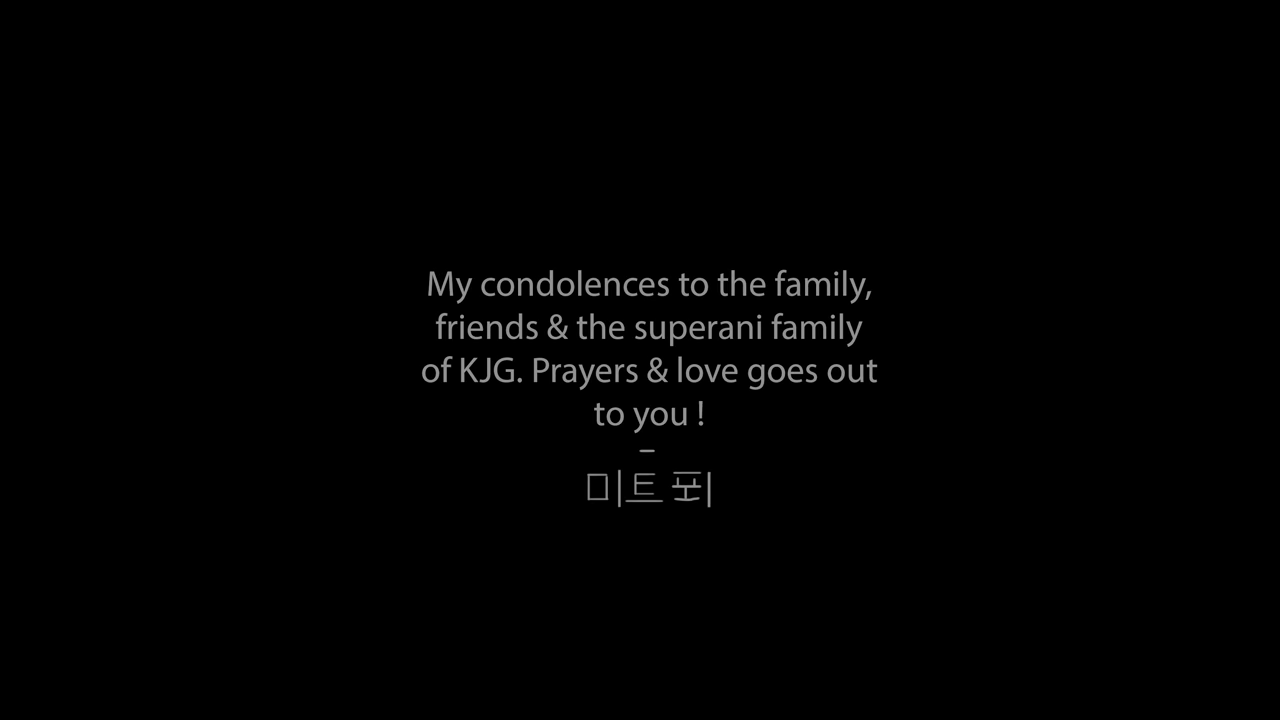 My condolences to the family,
friends & the superani family
of KJG. Prayers & love goes out
to you !
–
미트